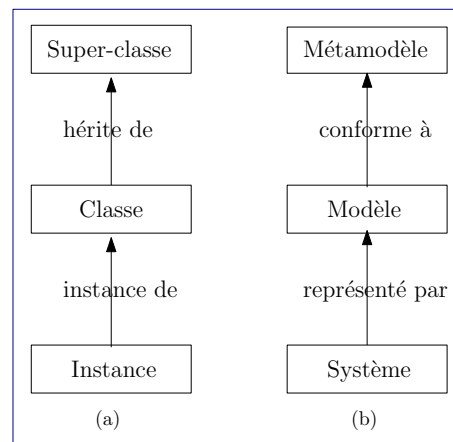 Super-classe
hérite de
Classe
instance de
Instance
(a)
Métamodèle
conforme à
Modèle
représenté par
Système
(b)